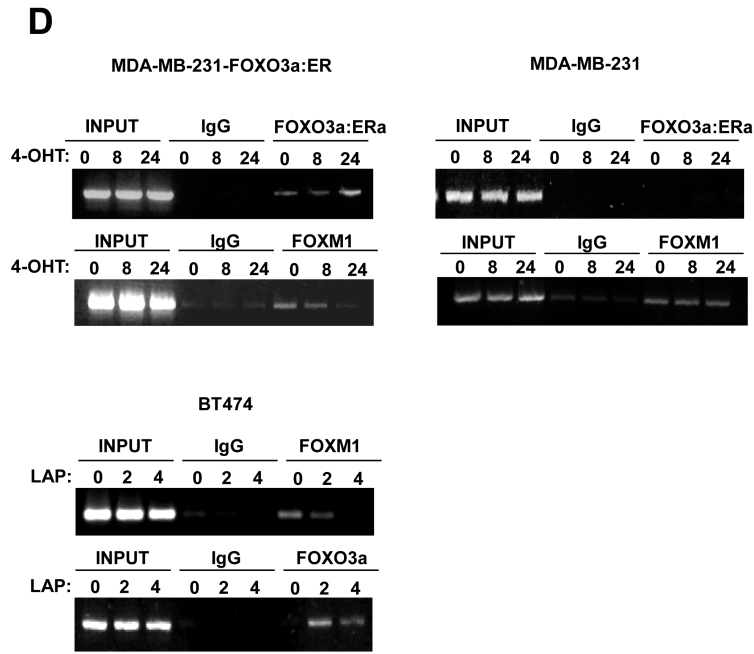 D
MDA-MB-231-FOXO3a:ER
INPUT IgG FOXO3a:ERa
4-OHT: 0 8 24 0 8 24 0 8 24
INPUT IgG FOXM1
4-OHT: 0 8 24 0 8 24 0 8 24
MDA-MB-231
INPUT IgG FOXO3a:ERa
0 8 24 0 8 24 0 8 24
INPUT IgG FOXM1
0 8 24 0 8 24 0 8 24
BT474
INPUT IgG FOXM1
LAP: 0 2 4 0 2 4 0 2 4
INPUT IgG FOXO3a
LAP: 0 2 4 0 2 4 0 2 4